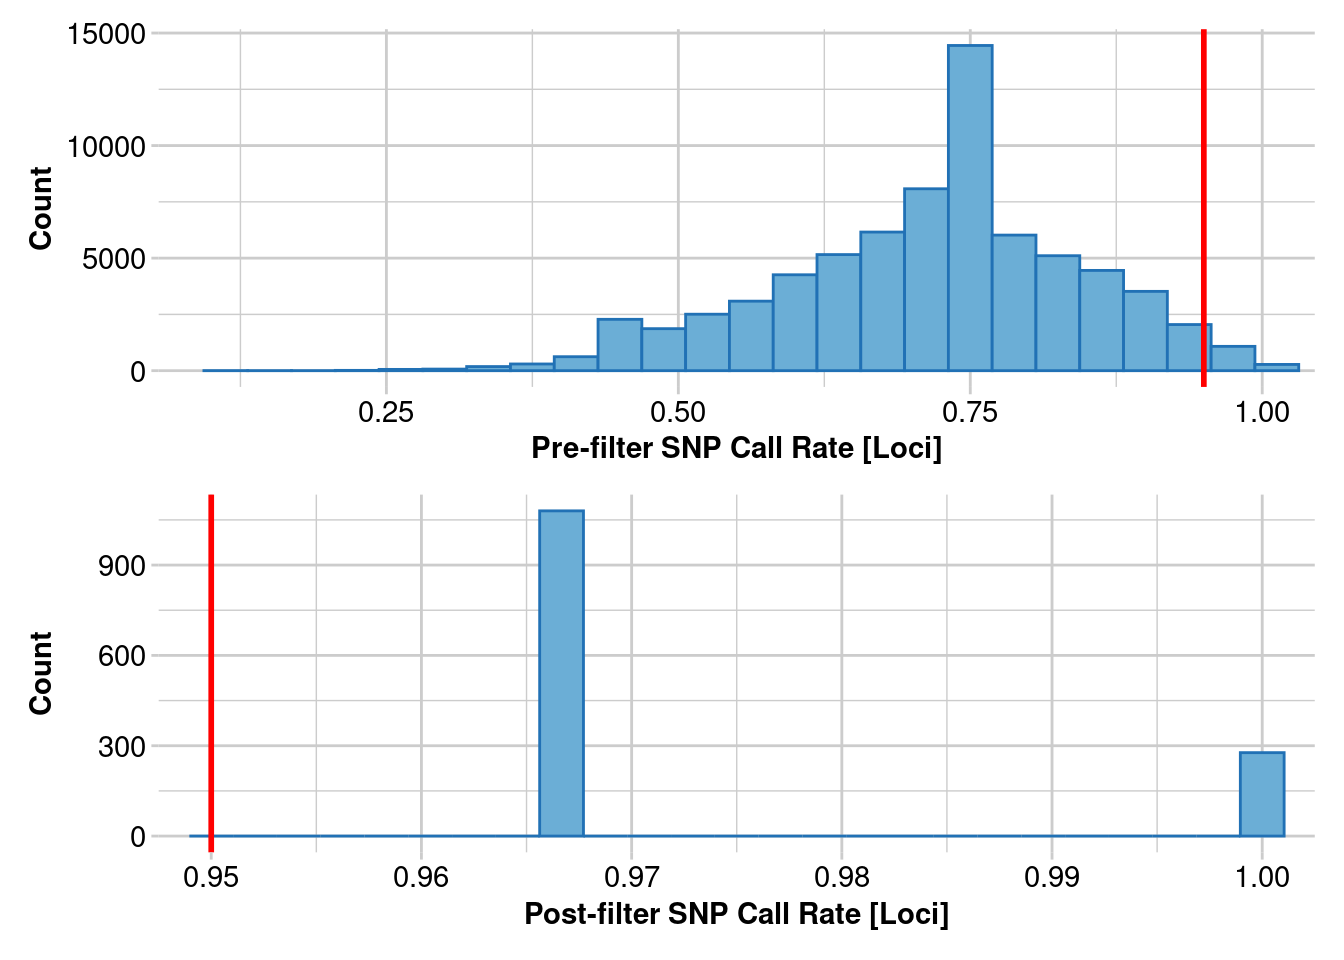 15000
10000
5000
0
Count
0.25 0.50 0.75 1.00
Pre-filter SNP Call Rate [Loci]
900
600
300
0
Count
0.95 0.96 0.97 0.98 0.99 1.00
Post-filter SNP Call Rate [Loci]